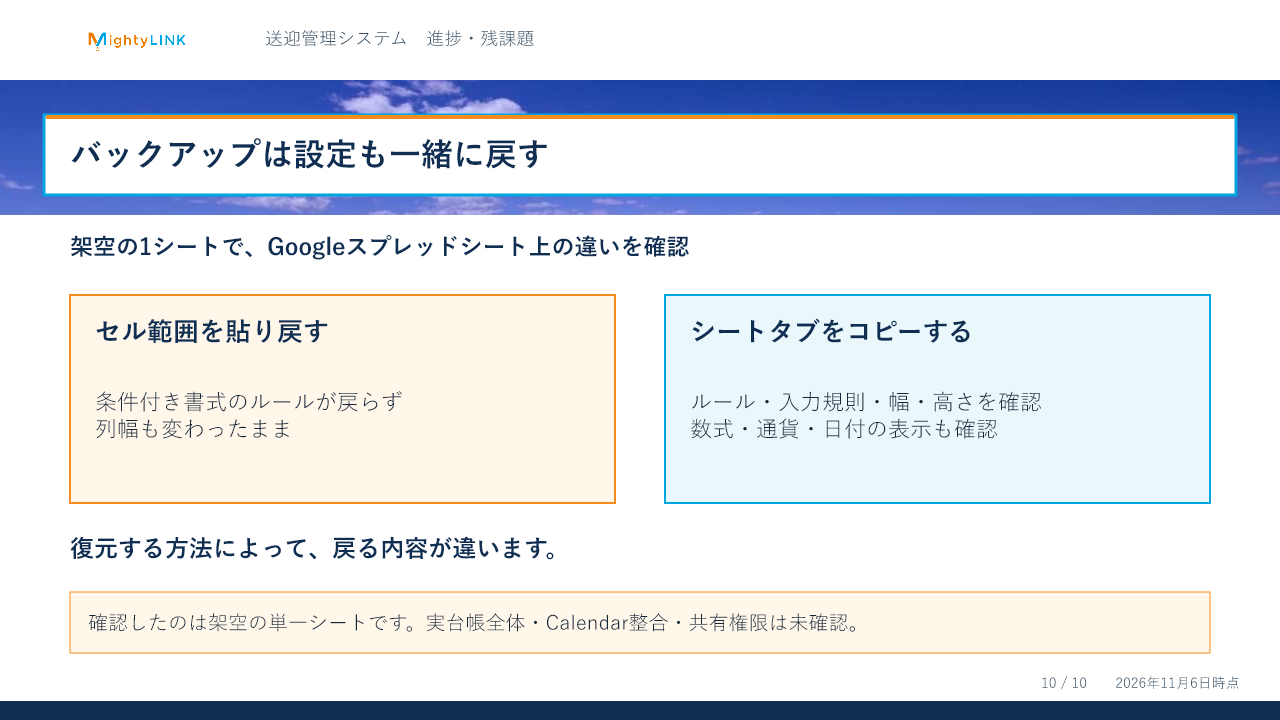 MightyLINK
送迎管理システム　進捗・残課題
バックアップは設定も一緒に戻す
架空の1シートで、Googleスプレッドシート上の違いを確認
セル範囲を貼り戻す
条件付き書式のルールが戻らず
列幅も変わったまま
シートタブをコピーする
ルール・入力規則・幅・高さを確認
数式・通貨・日付の表示も確認
復元する方法によって、戻る内容が違います。
確認したのは架空の単一シートです。実台帳全体・Calendar整合・共有権限は未確認。
10 / 10　2026年11月6日時点